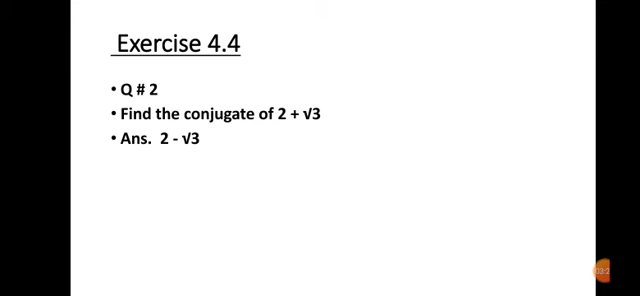 Exercise 4.4
• Q # 2
• Find the conjugate of 2 + √3
• Ans.  2 - √3